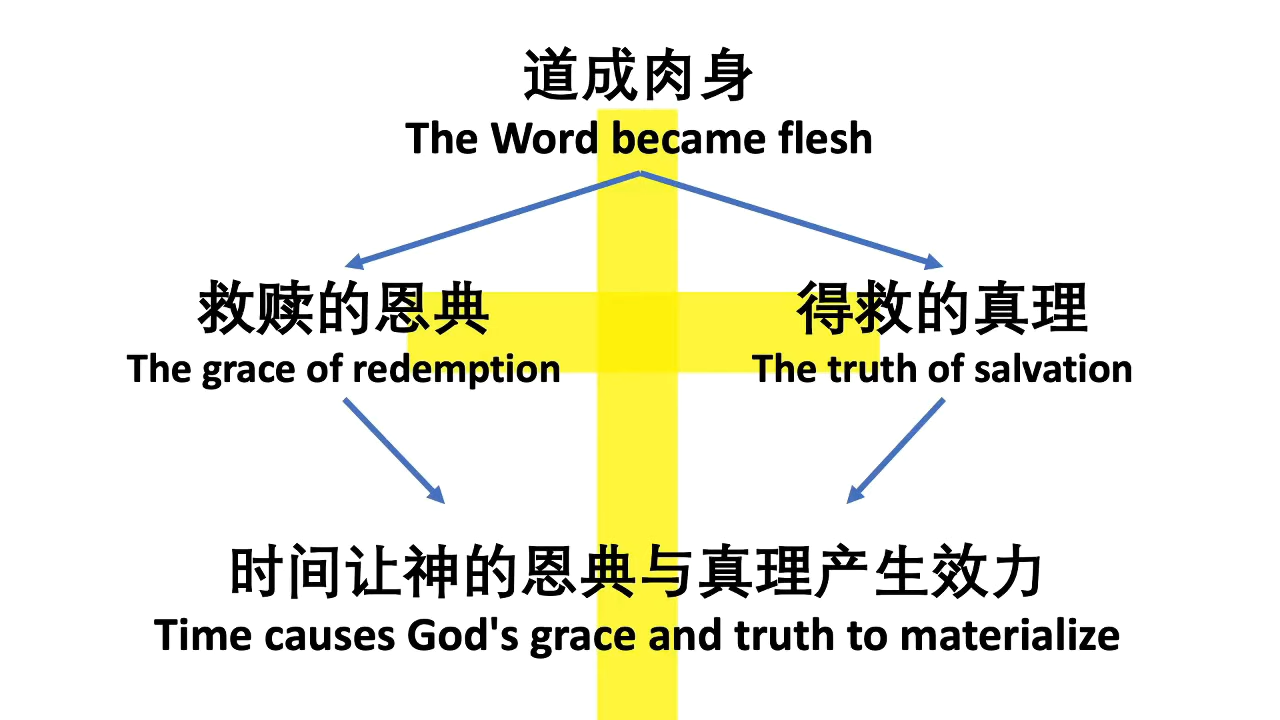 道成肉身
The Word became flesh
救赎的恩典
The grace of redemption
得救的真理
The truth of salvation
时间让神的恩典与真理产生效力
Time causes God's grace and truth to materialize